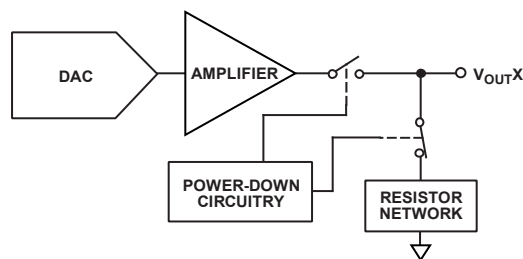 DAC
AMPLIFIER
VOUTX
POWER-DOWN
CIRCUITRY
RESISTOR
NETWORK